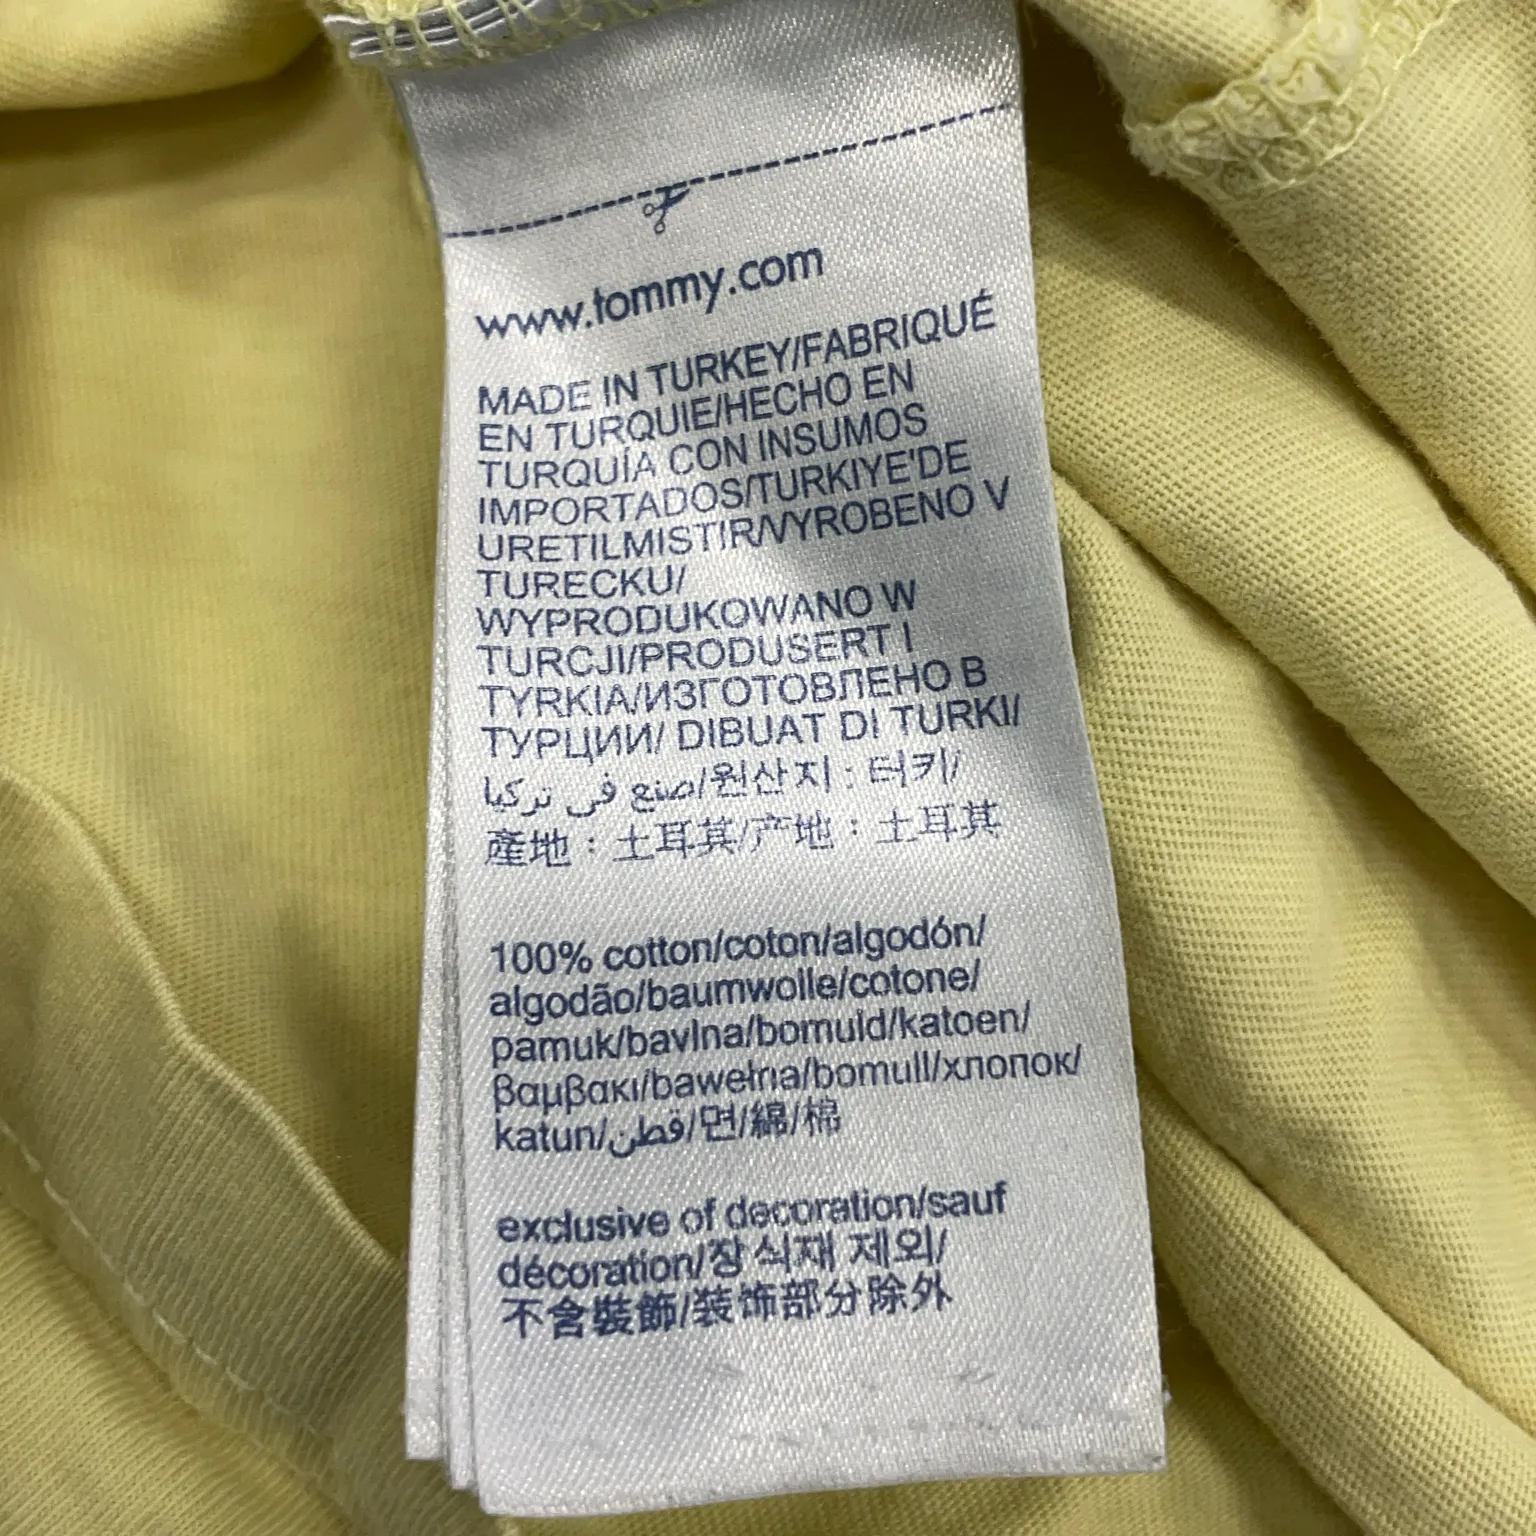 www.tommy.com
MADE IN TURKEY/FABRIQUÉ
EN TURQUIE/HECHO EN
TURQUÍA CON INSUMOS
IMPORTADOS/TURKIYE'DE
URETILMISTIR/VYROBENO V
TURECKU/
WYPRODUKOWANO W
TURCJI/PRODUSERT I
TYRKIA/ИЗГОТОВЛЕНО В
ТУРЦИИ/ DIBUAT DI TURKI/
صنع في تركيا/원산지 : 터키/
產地：土耳其/产地：土耳其
100% cotton/coton/algodón/
algodão/baumwolle/cotone/
pamuk/bavlna/bomuld/katoen/
βαμβακι/bawełna/bomull/хлопок/
katun/قطن/면/綿/棉
exclusive of decoration/sauf
décoration/장 식재 제외/
不含裝飾/装饰部分除外